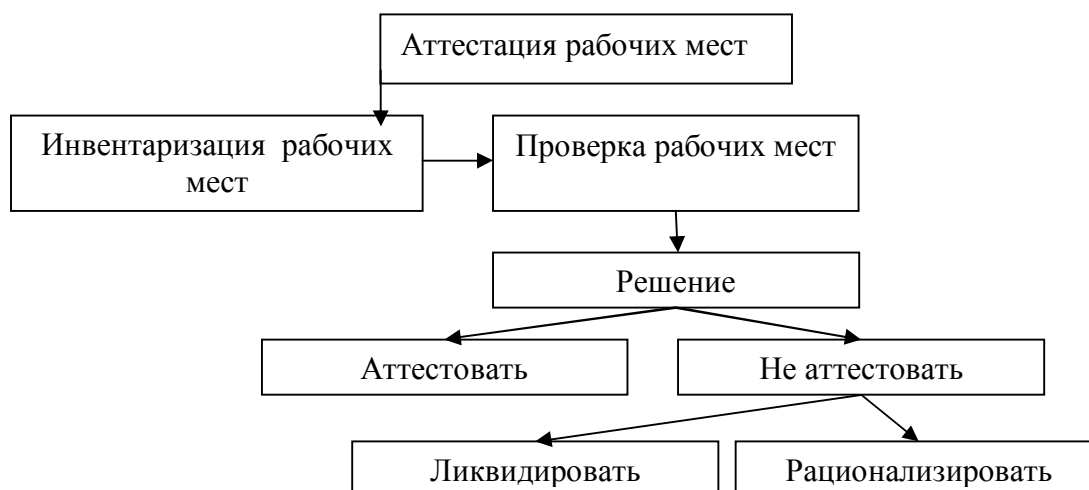 Аттестация рабочих мест
Инвентаризация рабочих
мест
Проверка рабочих мест
Решение
Аттестовать
Не аттестовать
Ликвидировать
Рационализировать